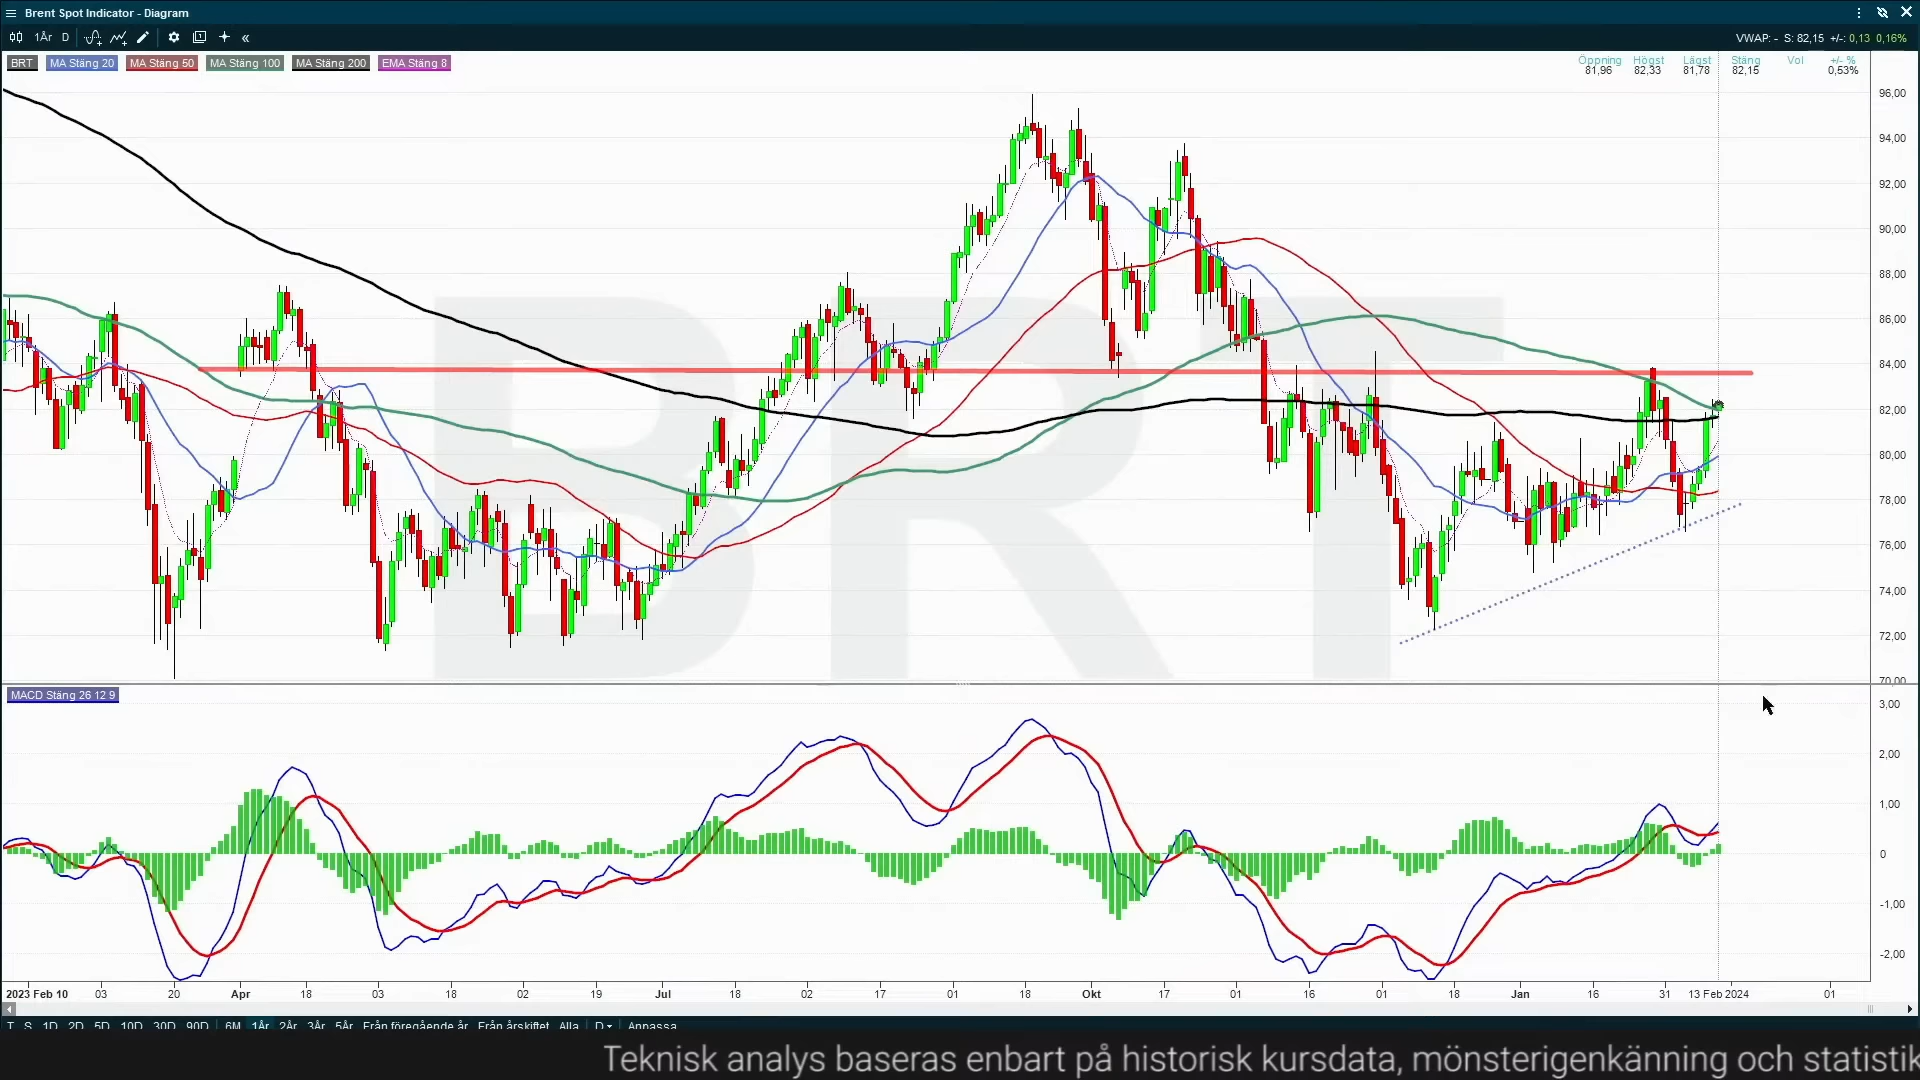 Brent Spot Indicator - Diagram
1År D VWAP: - S: 82,15 +/-: 0,13 0,16%
BRT MA Stäng 20 MA Stäng 50 MA Stäng 100 MA Stäng 200 EMA Stäng 8
Öppning Högst Lägst Stäng Vol +/- %
81,96 82,33 81,78 82,15 0,53%
96,00
94,00
92,00
90,00
88,00
86,00
84,00
82,00
80,00
78,00
76,00
74,00
72,00
70,00
BRT
MACD Stäng 26 12 9
3,00
2,00
1,00
0
-1,00
-2,00
2023 Feb 10 03 20 Apr 18 03 18 02 19 Jul 18 02 17 01 18 Okt 17 01 16 01 18 Jan 16 31 13 Feb 2024 01
T S 1D 2D 5D 10D 30D 90D 6M 1År 2År 3År 5År Från föregående år Från årskiftet Alla D Anpassa
Teknisk analys baseras enbart på historisk kursdata, mönsterigenkänning och statistik